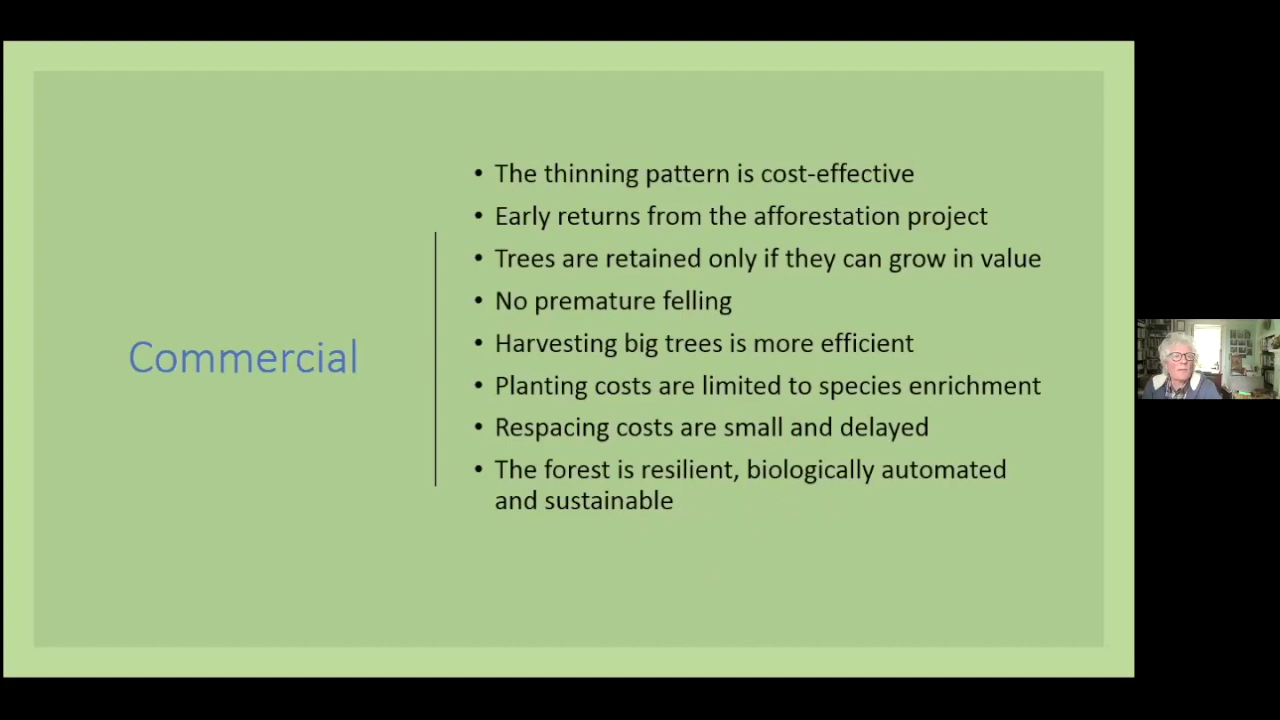 Commercial
• The thinning pattern is cost-effective
• Early returns from the afforestation project
• Trees are retained only if they can grow in value
• No premature felling
• Harvesting big trees is more efficient
• Planting costs are limited to species enrichment
• Respacing costs are small and delayed
• The forest is resilient, biologically automated
and sustainable